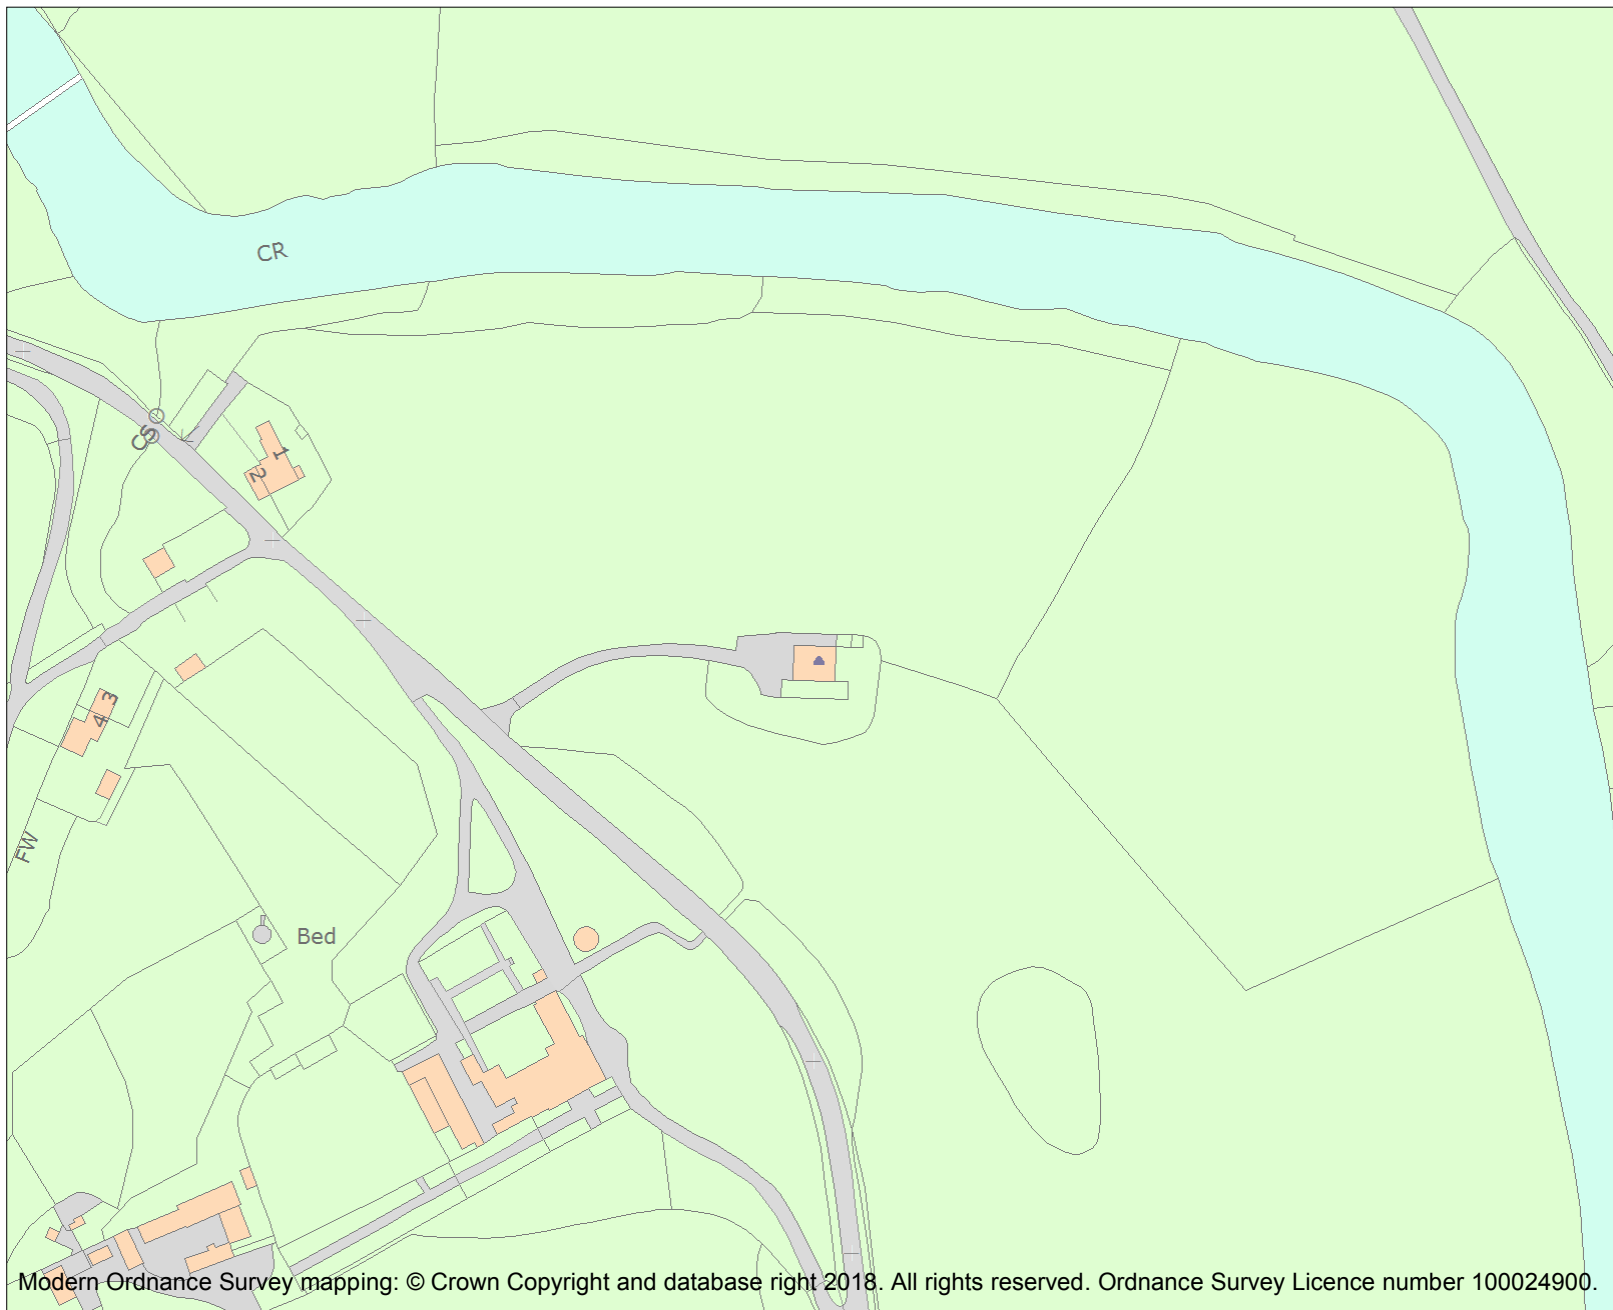 CR
CS
1
2
3
4
FW
Bed
Modern Ordnance Survey mapping: © Crown Copyright and database right 2018. All rights reserved. Ordnance Survey Licence number 100024900.